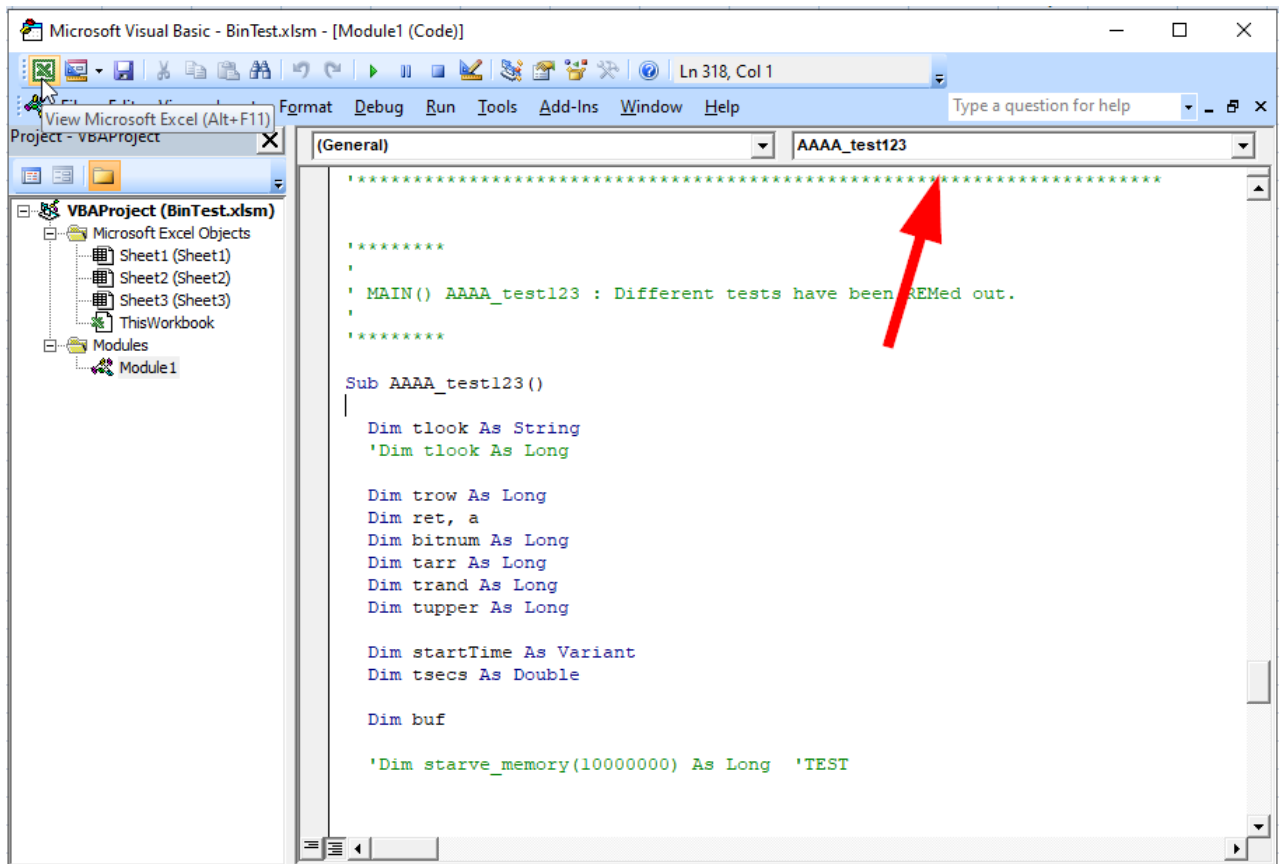 Microsoft Visual Basic - BinTest.xlsm - [Module1 (Code)]
Ln 318, Col 1
Format Debug Run Tools Add-Ins Window Help
Type a question for help
View Microsoft Excel (Alt+F11)
Project - VBAProject
(General)
AAAA_test123
VBAProject (BinTest.xlsm)
Microsoft Excel Objects
Sheet1 (Sheet1)
Sheet2 (Sheet2)
Sheet3 (Sheet3)
ThisWorkbook
Modules
Module1
'*************************************************************************
'********
'
' MAIN() AAAA_test123 : Different tests have been REMed out.
'
'********
Sub AAAA_test123()
Dim tlook As String
'Dim tlook As Long
Dim trow As Long
Dim ret, a
Dim bitnum As Long
Dim tarr As Long
Dim trand As Long
Dim tupper As Long
Dim startTime As Variant
Dim tsecs As Double
Dim buf
'Dim starve_memory(10000000) As Long 'TEST